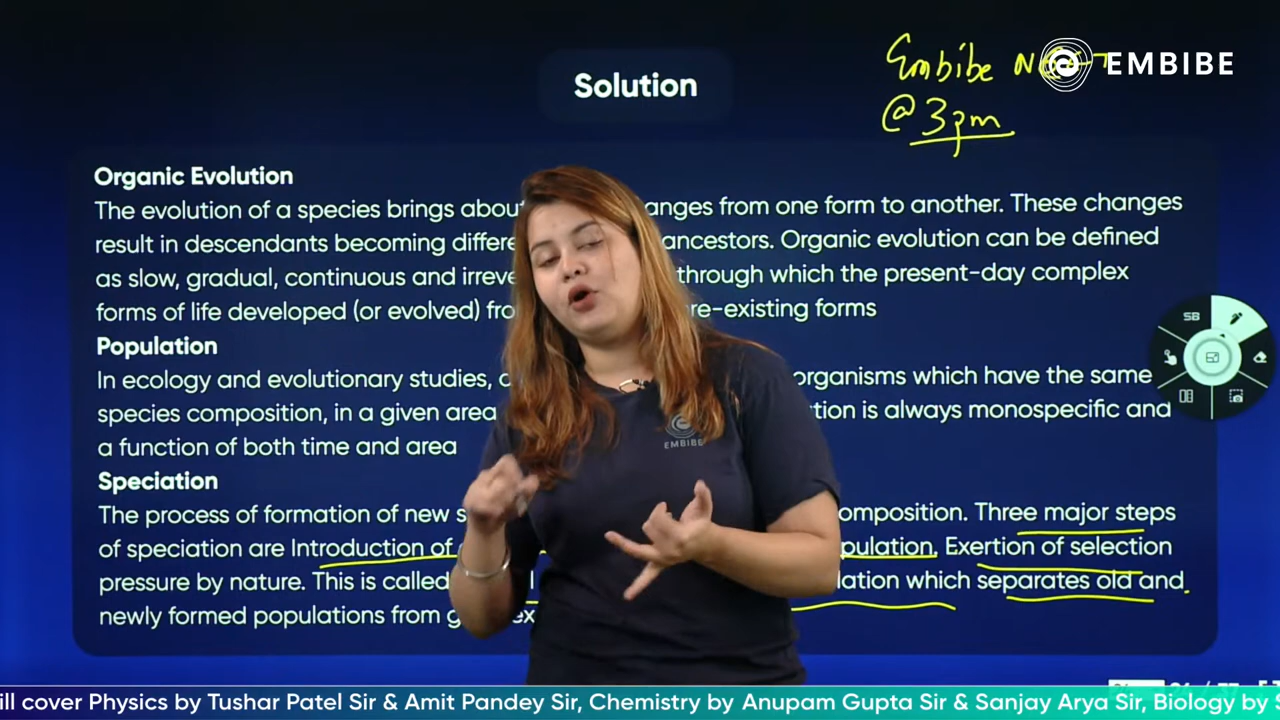 Embibe
EMBIBE
@ 3pm
Solution
Organic Evolution
The evolution of a species brings anges from one form to another. These changes
result in descendants becoming ancestors. Organic evolution can be defined
as slow, gradual, continuous and through which the present-day complex
forms of life developed (or evolved) re-existing forms
Population
In ecology and evolutionary studies, organisms which have the same
species composition, in a given area tion is always monospecific and
a function of both time and area
Speciation
The process of formation of new omposition. Three major steps
of speciation are Introduction of pulation. Exertion of selection
pressure by nature. This is called lation which separates old and
newly formed populations from
SB
EMBIBE
ill cover Physics by Tushar Patel Sir & Amit Pandey Sir, Chemistry by Anupam Gupta Sir & Sanjay Arya Sir, Biology by S